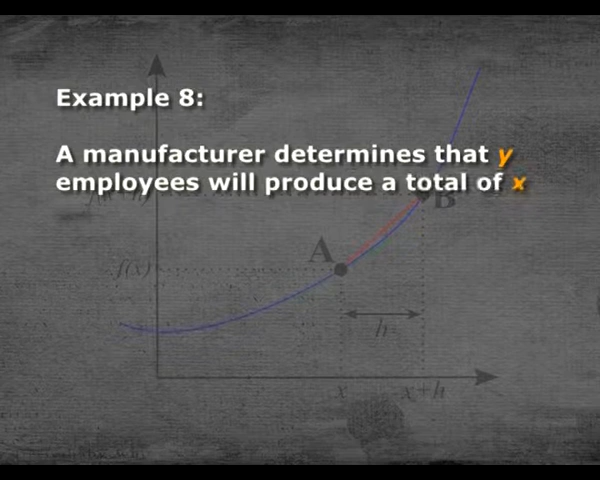 Example 8:
A manufacturer determines that y
employees will produce a total of x
B
A
f(x)
h
x
x+h